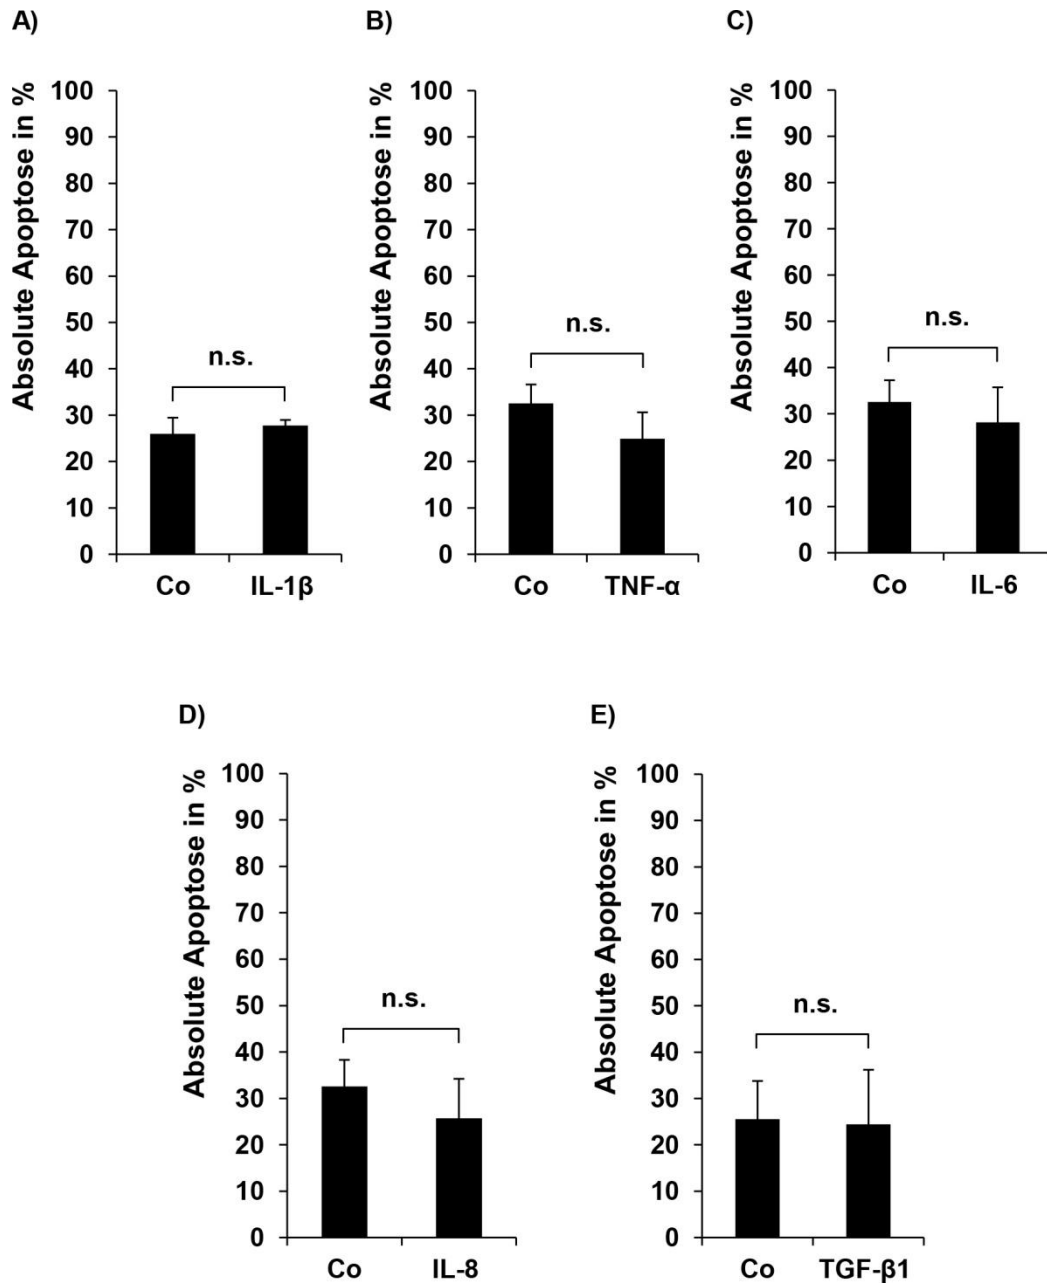 A)
Absolute Apoptose in %
100
90
80
70
60
50
40
30
20
10
0
n.s.
Co IL-1β
B)
Absolute Apoptose in %
100
90
80
70
60
50
40
30
20
10
0
n.s.
Co TNF-α
C)
Absolute Apoptose in %
100
90
80
70
60
50
40
30
20
10
0
n.s.
Co IL-6
D)
Absolute Apoptose in %
100
90
80
70
60
50
40
30
20
10
0
n.s.
Co IL-8
E)
Absolute Apoptose in %
100
90
80
70
60
50
40
30
20
10
0
n.s.
Co TGF-β1